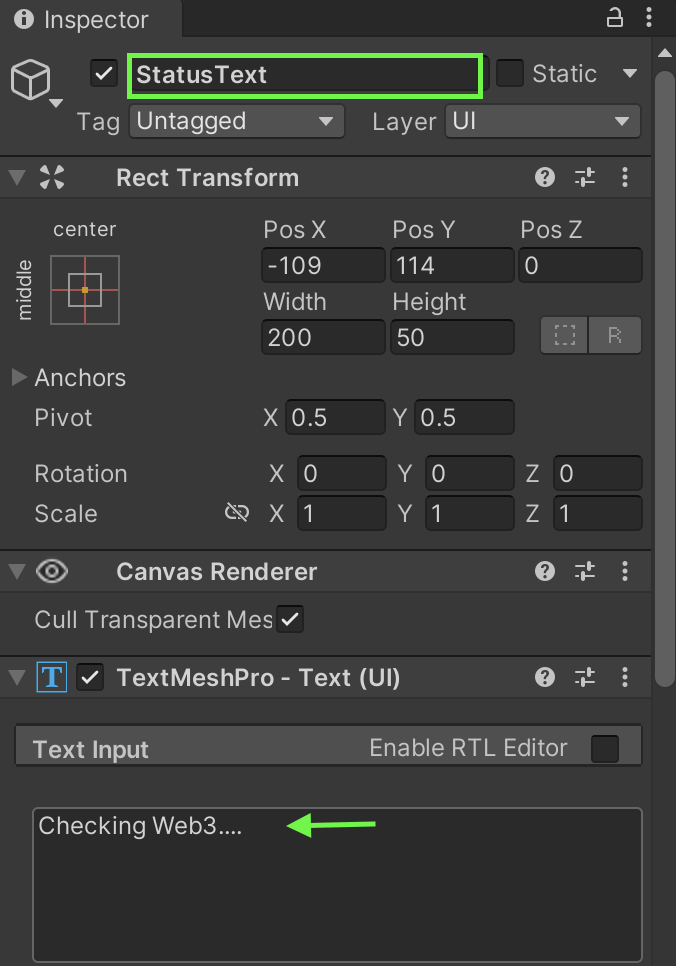 Inspector
StatusText Static
Tag Untagged Layer UI
Rect Transform
center
middle
Pos X Pos Y Pos Z
-109 114 0
Width Height
200 50
R
Anchors
Pivot X 0.5 Y 0.5
Rotation X 0 Y 0 Z 0
Scale X 1 Y 1 Z 1
Canvas Renderer
Cull Transparent Mes
T TextMeshPro - Text (UI)
Text Input Enable RTL Editor
Checking Web3....